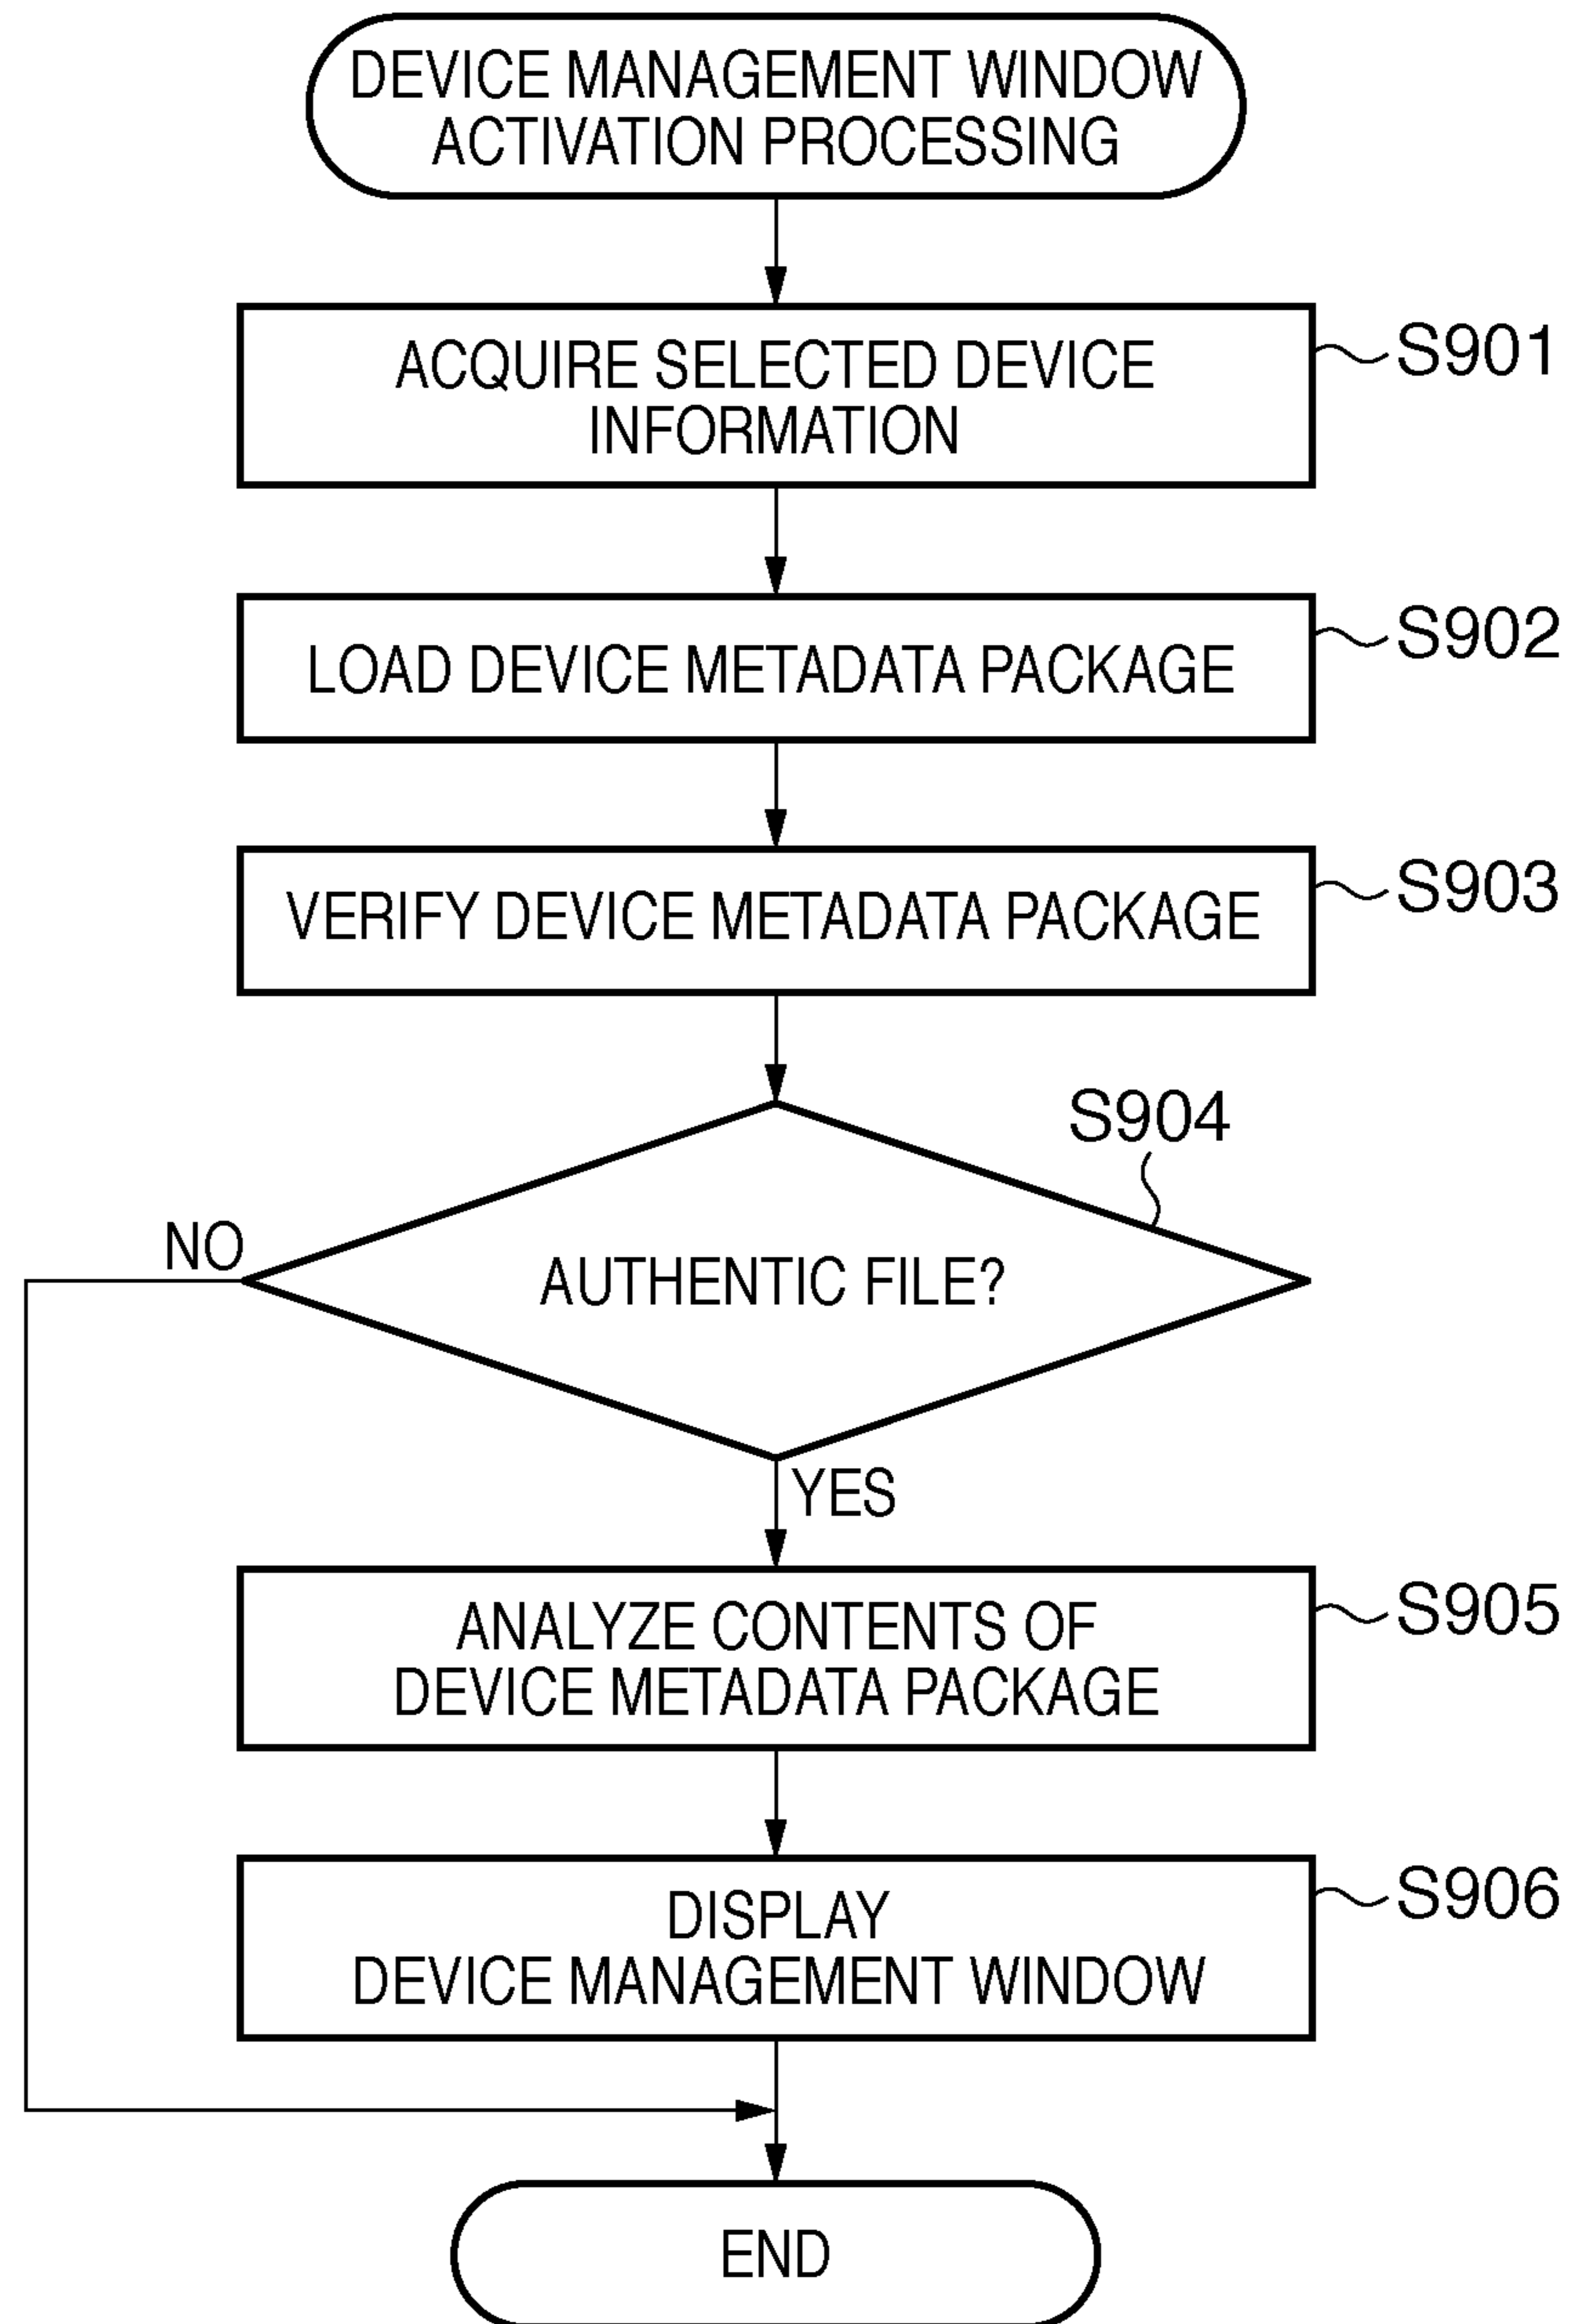 DEVICE MANAGEMENT WINDOW
ACTIVATION PROCESSING
ACQUIRE SELECTED DEVICE
INFORMATION
S901
LOAD DEVICE METADATA PACKAGE
S902
VERIFY DEVICE METADATA PACKAGE
S903
S904
AUTHENTIC FILE?
NO
YES
ANALYZE CONTENTS OF
DEVICE METADATA PACKAGE
S905
DISPLAY
DEVICE MANAGEMENT WINDOW
S906
END